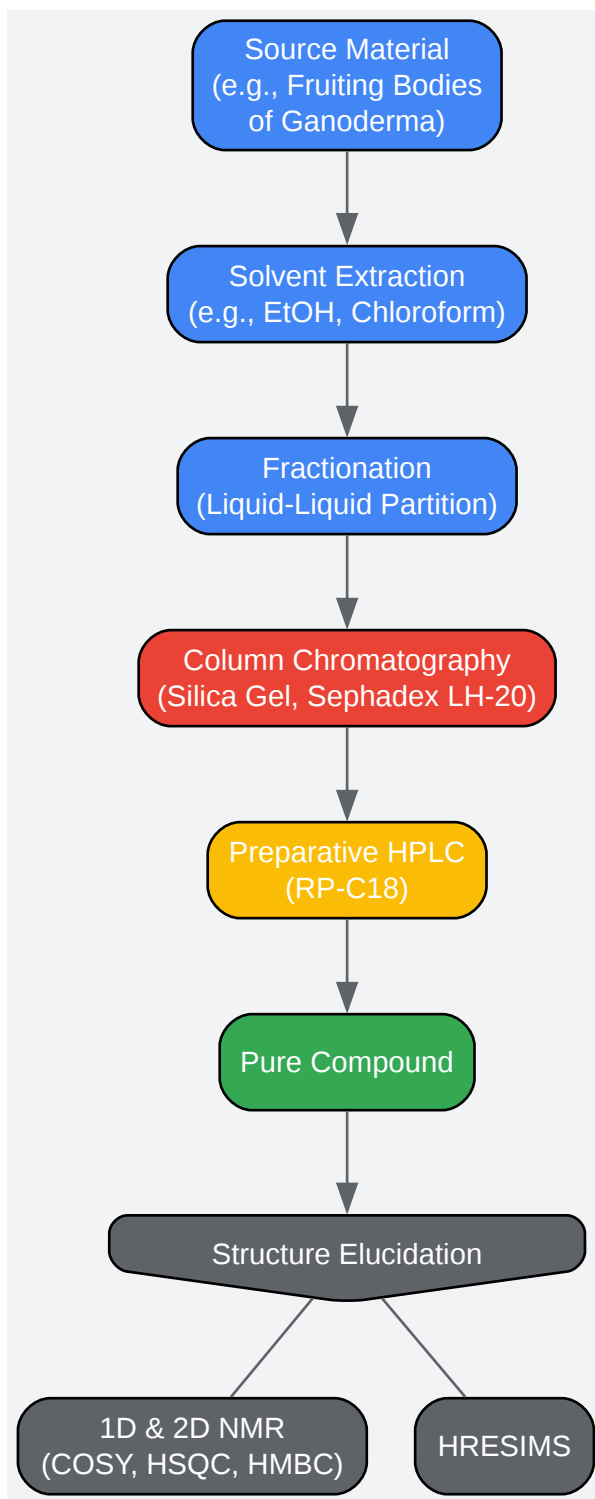 Source Material
(e.g., Fruiting Bodies
of Ganoderma)
Solvent Extraction
(e.g., EtOH, Chloroform)
Fractionation
(Liquid-Liquid Partition)
Column Chromatography
(Silica Gel, Sephadex LH-20)
Preparative HPLC
(RP-C18)
Pure Compound
Structure Elucidation
1D & 2D NMR
(COSY, HSQC, HMBC)
HRESIMS